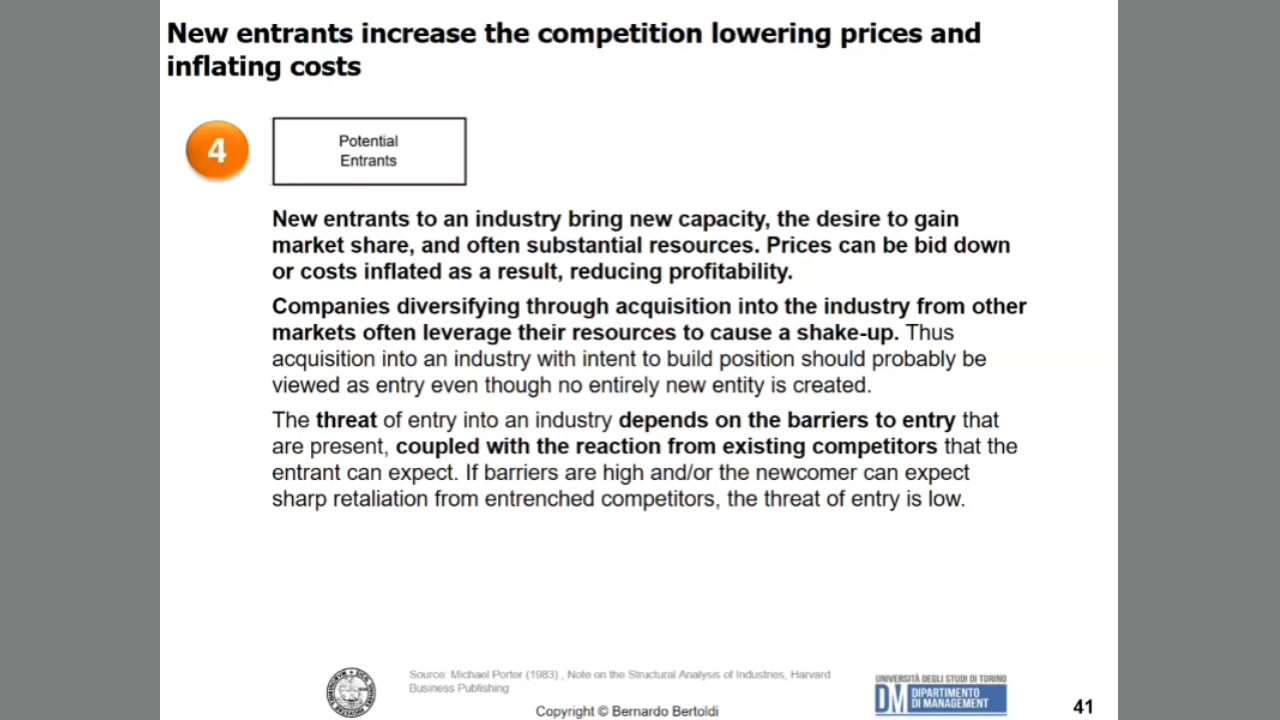 New entrants increase the competition lowering prices and
inflating costs
4
Potential
Entrants
New entrants to an industry bring new capacity, the desire to gain
market share, and often substantial resources. Prices can be bid down
or costs inflated as a result, reducing profitability.
Companies diversifying through acquisition into the industry from other
markets often leverage their resources to cause a shake-up. Thus
acquisition into an industry with intent to build position should probably be
viewed as entry even though no entirely new entity is created.
The threat of entry into an industry depends on the barriers to entry that
are present, coupled with the reaction from existing competitors that the
entrant can expect. If barriers are high and/or the newcomer can expect
sharp retaliation from entrenched competitors, the threat of entry is low.
Source: Michael Porter (1983) , Note on the Structural Analysis of Industries, Harvard
Business Publishing
Copyright © Bernardo Bertoldi
UNIVERSITÀ DEGLI STUDI DI TORINO
DM DIPARTIMENTO
DI MANAGEMENT
41